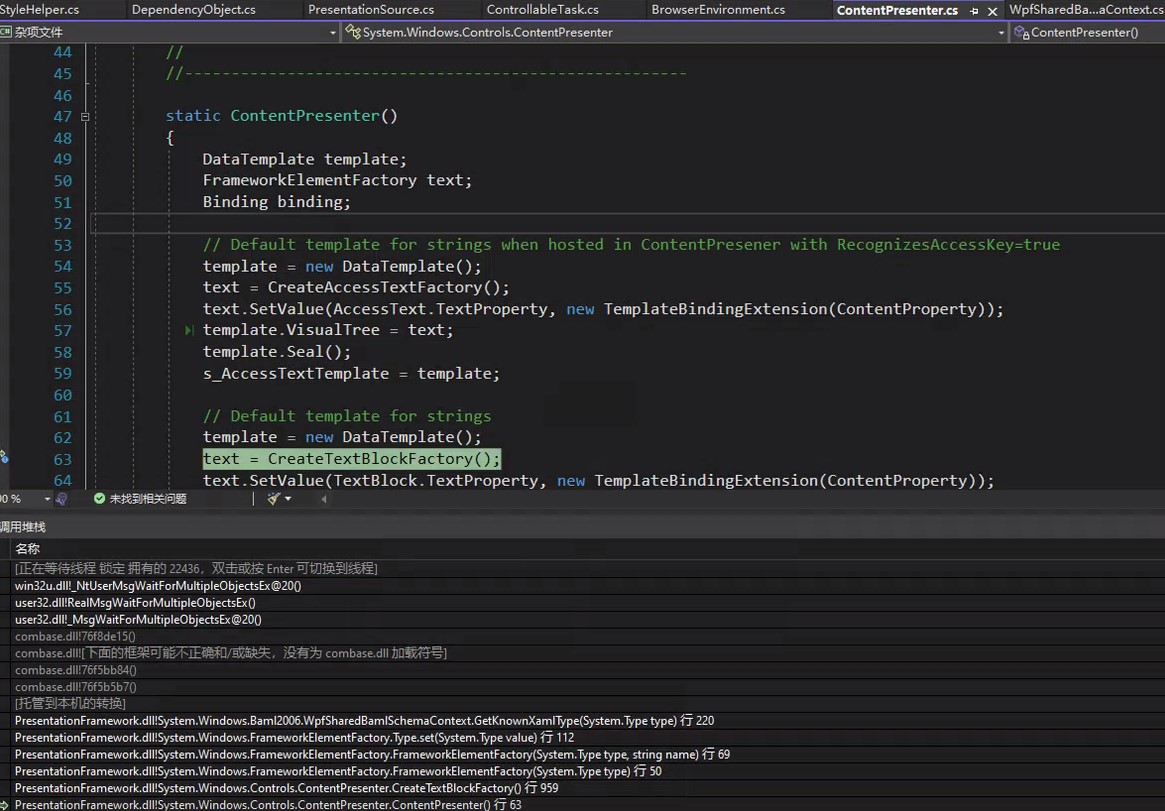 StyleHelper.cs DependencyObject.cs PresentationSource.cs ControllableTask.cs BrowserEnvironment.cs ContentPresenter.cs WpfSharedBa...aContext.cs
C# 杂项文件 System.Windows.Controls.ContentPresenter ContentPresenter()
44 //
45 //------------------------------------------------------
46
47 static ContentPresenter()
48 {
49 DataTemplate template;
50 FrameworkElementFactory text;
51 Binding binding;
52
53 // Default template for strings when hosted in ContentPresener with RecognizesAccessKey=true
54 template = new DataTemplate();
55 text = CreateAccessTextFactory();
56 text.SetValue(AccessText.TextProperty, new TemplateBindingExtension(ContentProperty));
57 template.VisualTree = text;
58 template.Seal();
59 s_AccessTextTemplate = template;
60
61 // Default template for strings
62 template = new DataTemplate();
63 text = CreateTextBlockFactory();
64 text.SetValue(TextBlock.TextProperty, new TemplateBindingExtension(ContentProperty));
00 % 未找到相关问题
调用堆栈
名称
[正在等待线程 锁定 拥有的 22436，双击或按 Enter 可切换到线程]
win32u.dll!_NtUserMsgWaitForMultipleObjectsEx@20()
user32.dll!RealMsgWaitForMultipleObjectsEx()
user32.dll!_MsgWaitForMultipleObjectsEx@20()
combase.dll!76f8de15()
combase.dll![下面的框架可能不正确和/或缺失，没有为 combase.dll 加载符号]
combase.dll!76f5bb84()
combase.dll!76f5b5b7()
[托管到本机的转换]
PresentationFramework.dll!System.Windows.Baml2006.WpfSharedBamlSchemaContext.GetKnownXamlType(System.Type type) 行 220
PresentationFramework.dll!System.Windows.FrameworkElementFactory.Type.set(System.Type value) 行 112
PresentationFramework.dll!System.Windows.FrameworkElementFactory.FrameworkElementFactory(System.Type type, string name) 行 69
PresentationFramework.dll!System.Windows.FrameworkElementFactory.FrameworkElementFactory(System.Type type) 行 50
PresentationFramework.dll!System.Windows.Controls.ContentPresenter.CreateTextBlockFactory() 行 959
PresentationFramework.dll!System.Windows.Controls.ContentPresenter.ContentPresenter() 行 63